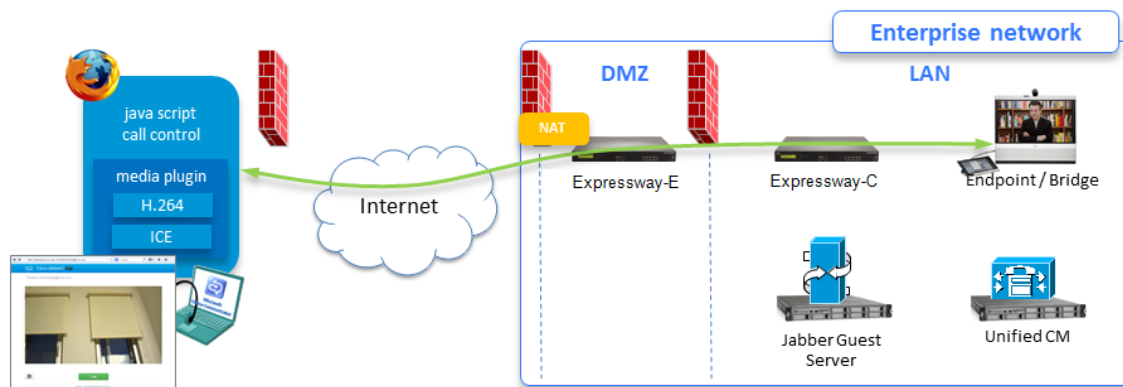 Enterprise network
DMZ
LAN
java script
call control
NAT
media plugin
H.264
ICE
Internet
Expressway-E
Expressway-C
Endpoint / Bridge
Jabber Guest
Server
Unified CM